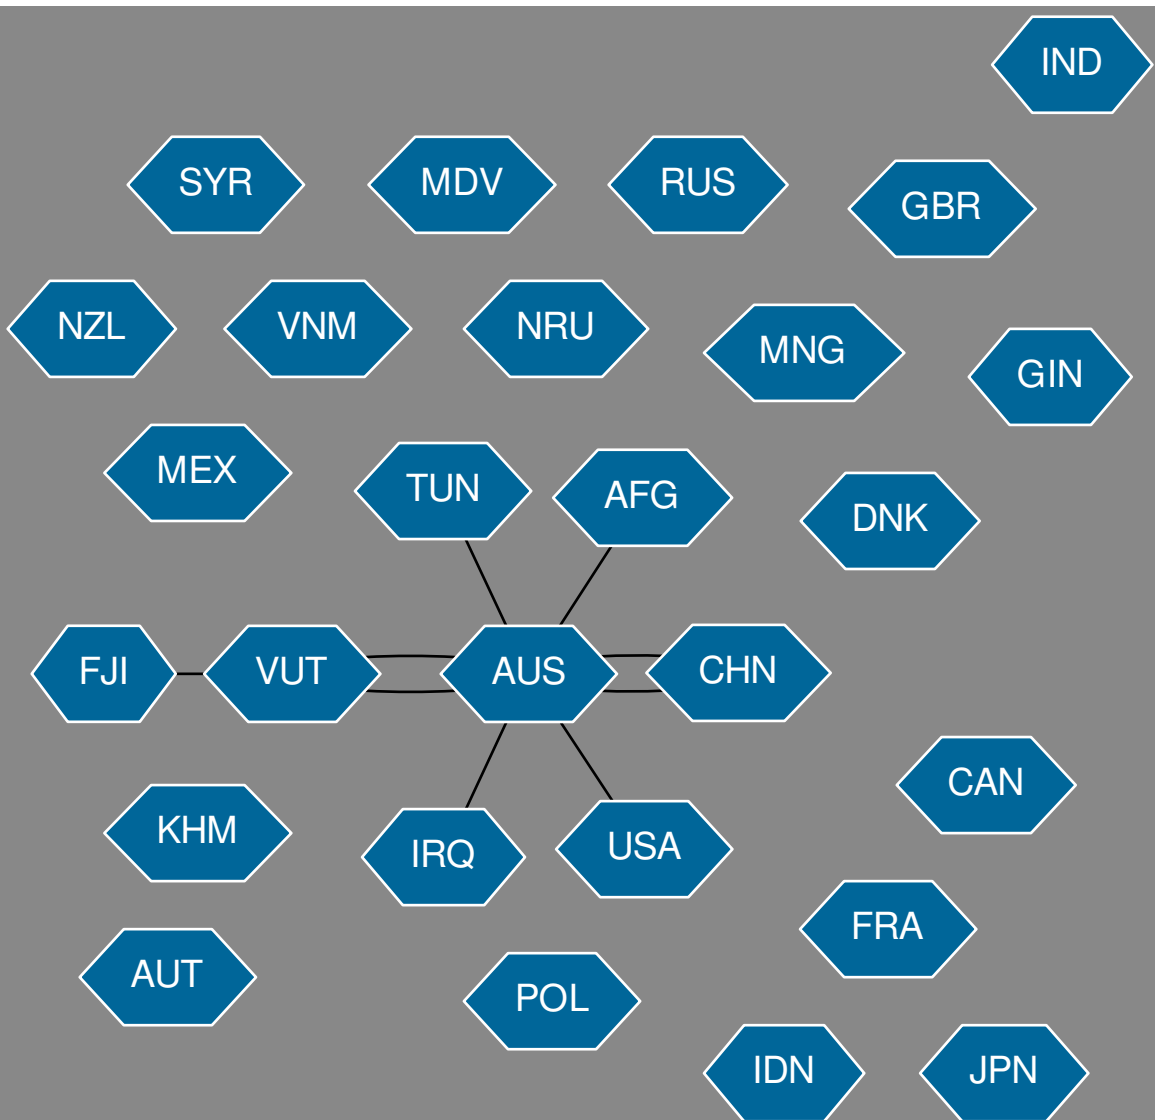 IND
SYR
MDV
RUS
GBR
NZL
VNM
NRU
MNG
GIN
MEX
TUN
AFG
DNK
FJI
VUT
AUS
CHN
CAN
KHM
IRQ
USA
FRA
AUT
POL
IDN
JPN